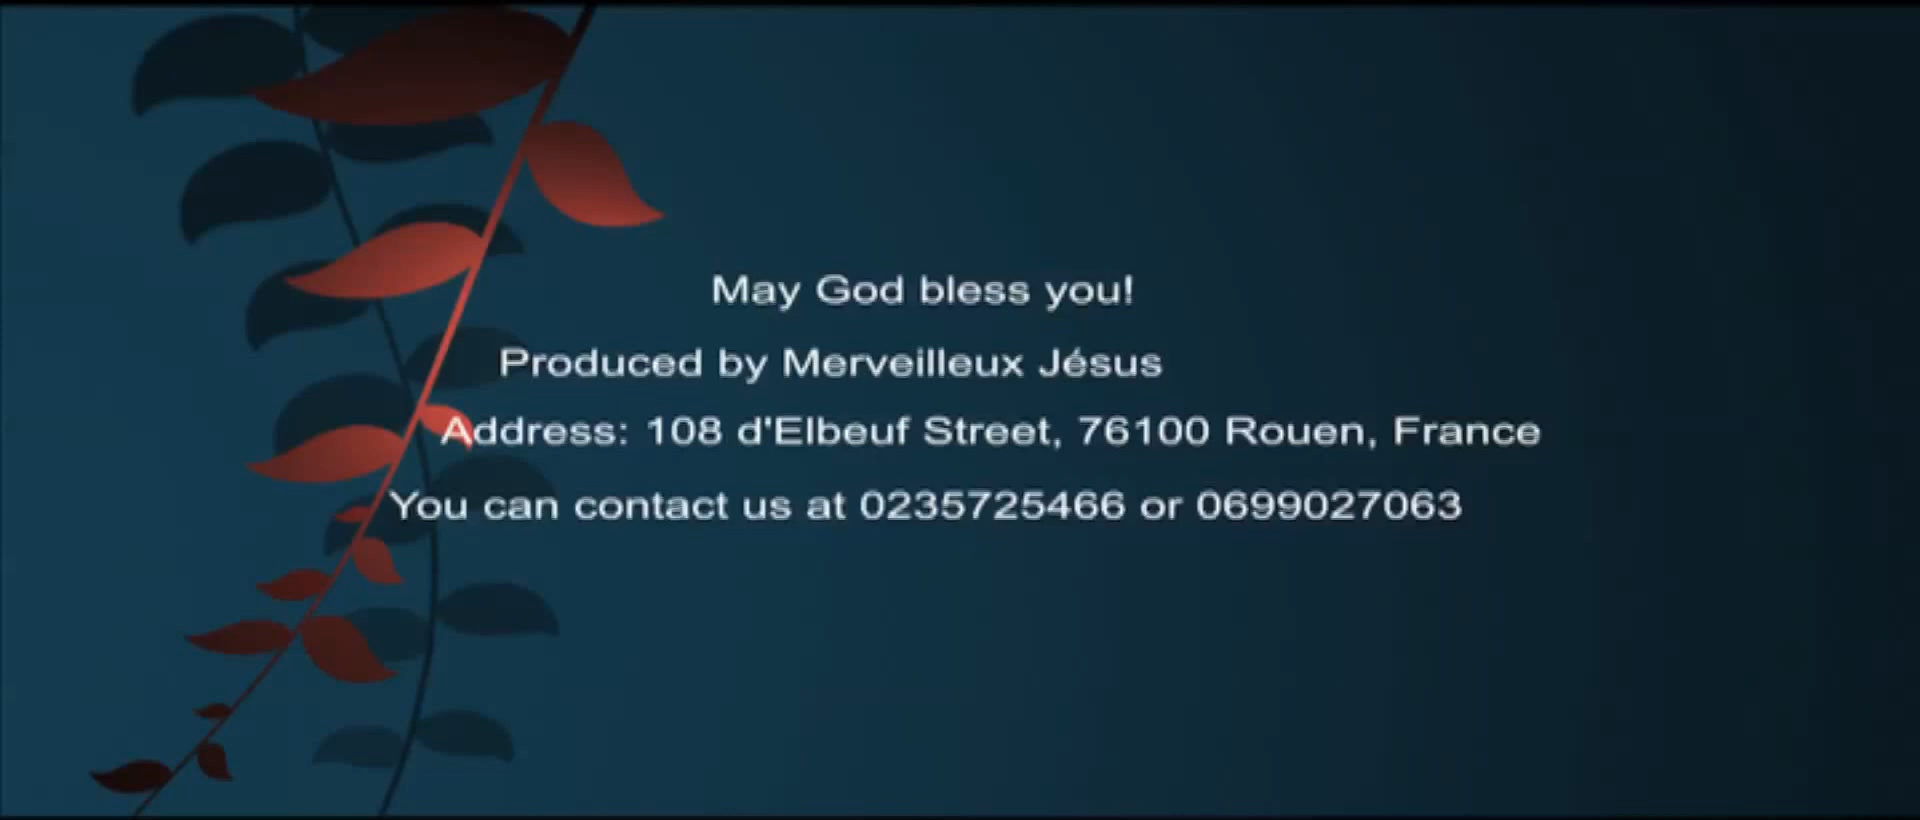 May God bless you!
Produced by Merveilleux Jésus
Address: 108 d'Elbeuf Street, 76100 Rouen, France
You can contact us at 0235725466 or 0699027063